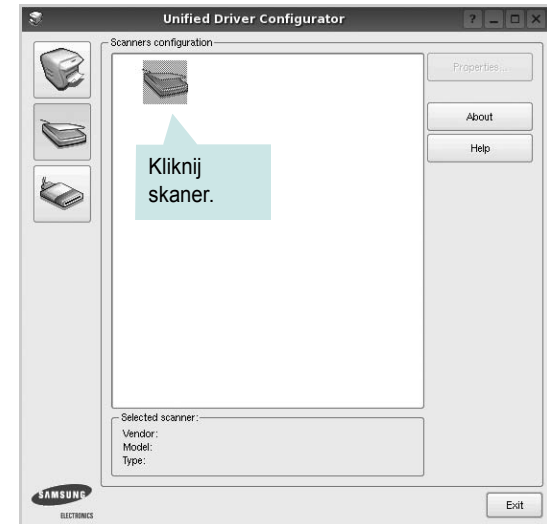 Unified Driver Configurator
Scanners configuration
Properties...
About
Help
Kliknij
skaner.
Selected scanner:
Vendor:
Model:
Type:
SAMSUNG
ELECTRONICS
Exit